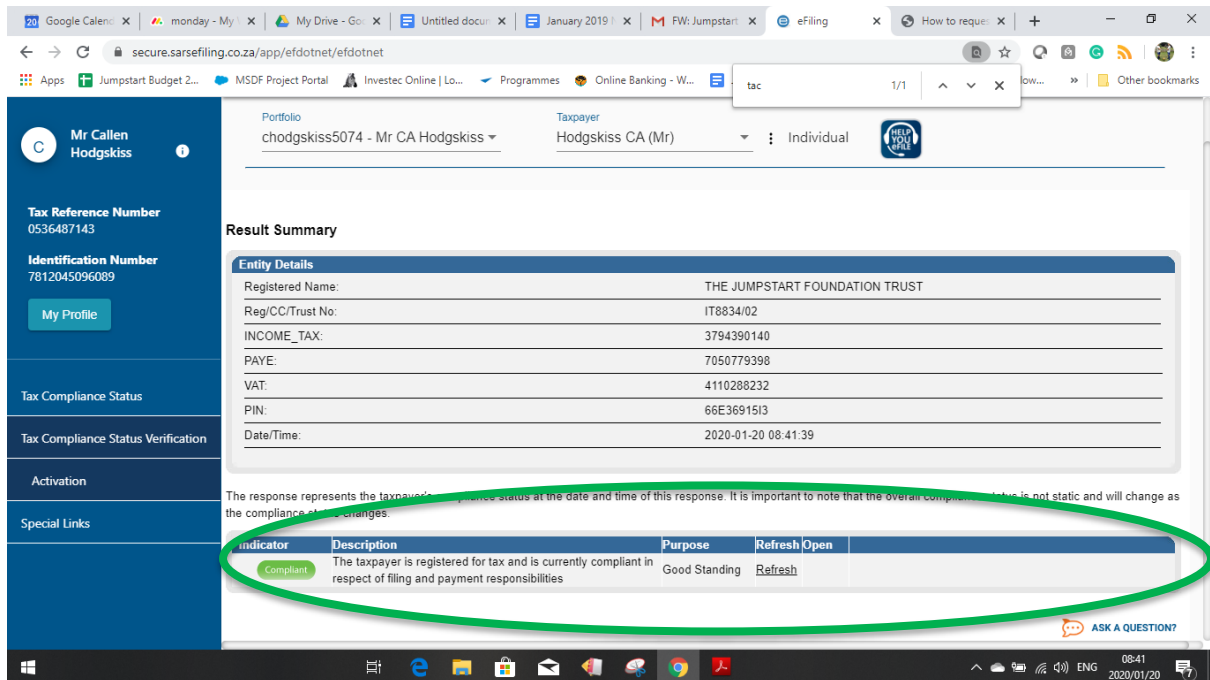 20 Google Calend
monday - My
My Drive - Goo
Untitled docum
January 2019
FW: Jumpstart
eFiling
How to reques
secure.sarsefiling.co.za/app/efdotnet/efdotnet
Apps
Jumpstart Budget 2...
MSDF Project Portal
Investec Online | Lo...
Programmes
Online Banking - W...
low...
Other bookmarks
tac 1/1
C
Mr Callen
Hodgskiss
Portfolio
chodgskiss5074 - Mr CA Hodgskiss
Taxpayer
Hodgskiss CA (Mr)
Individual
HELP
YOU
eFILE
Tax Reference Number
0536487143
Identification Number
7812045096089
My Profile
Tax Compliance Status
Tax Compliance Status Verification
Activation
Special Links
Result Summary
Entity Details
Registered Name: THE JUMPSTART FOUNDATION TRUST
Reg/CC/Trust No: IT8834/02
INCOME_TAX: 3794390140
PAYE: 7050779398
VAT: 4110288232
PIN: 66E36915I3
Date/Time: 2020-01-20 08:41:39
The response represents the taxpayer's compliance status at the date and time of this response. It is important to note that the overall compliance status is not static and will change as
the compliance status changes.
Indicator Description Purpose Refresh Open
Compliant
The taxpayer is registered for tax and is currently compliant in
respect of filing and payment responsibilities
Good Standing
Refresh
ASK A QUESTION?
ENG
08:41
2020/01/20
7